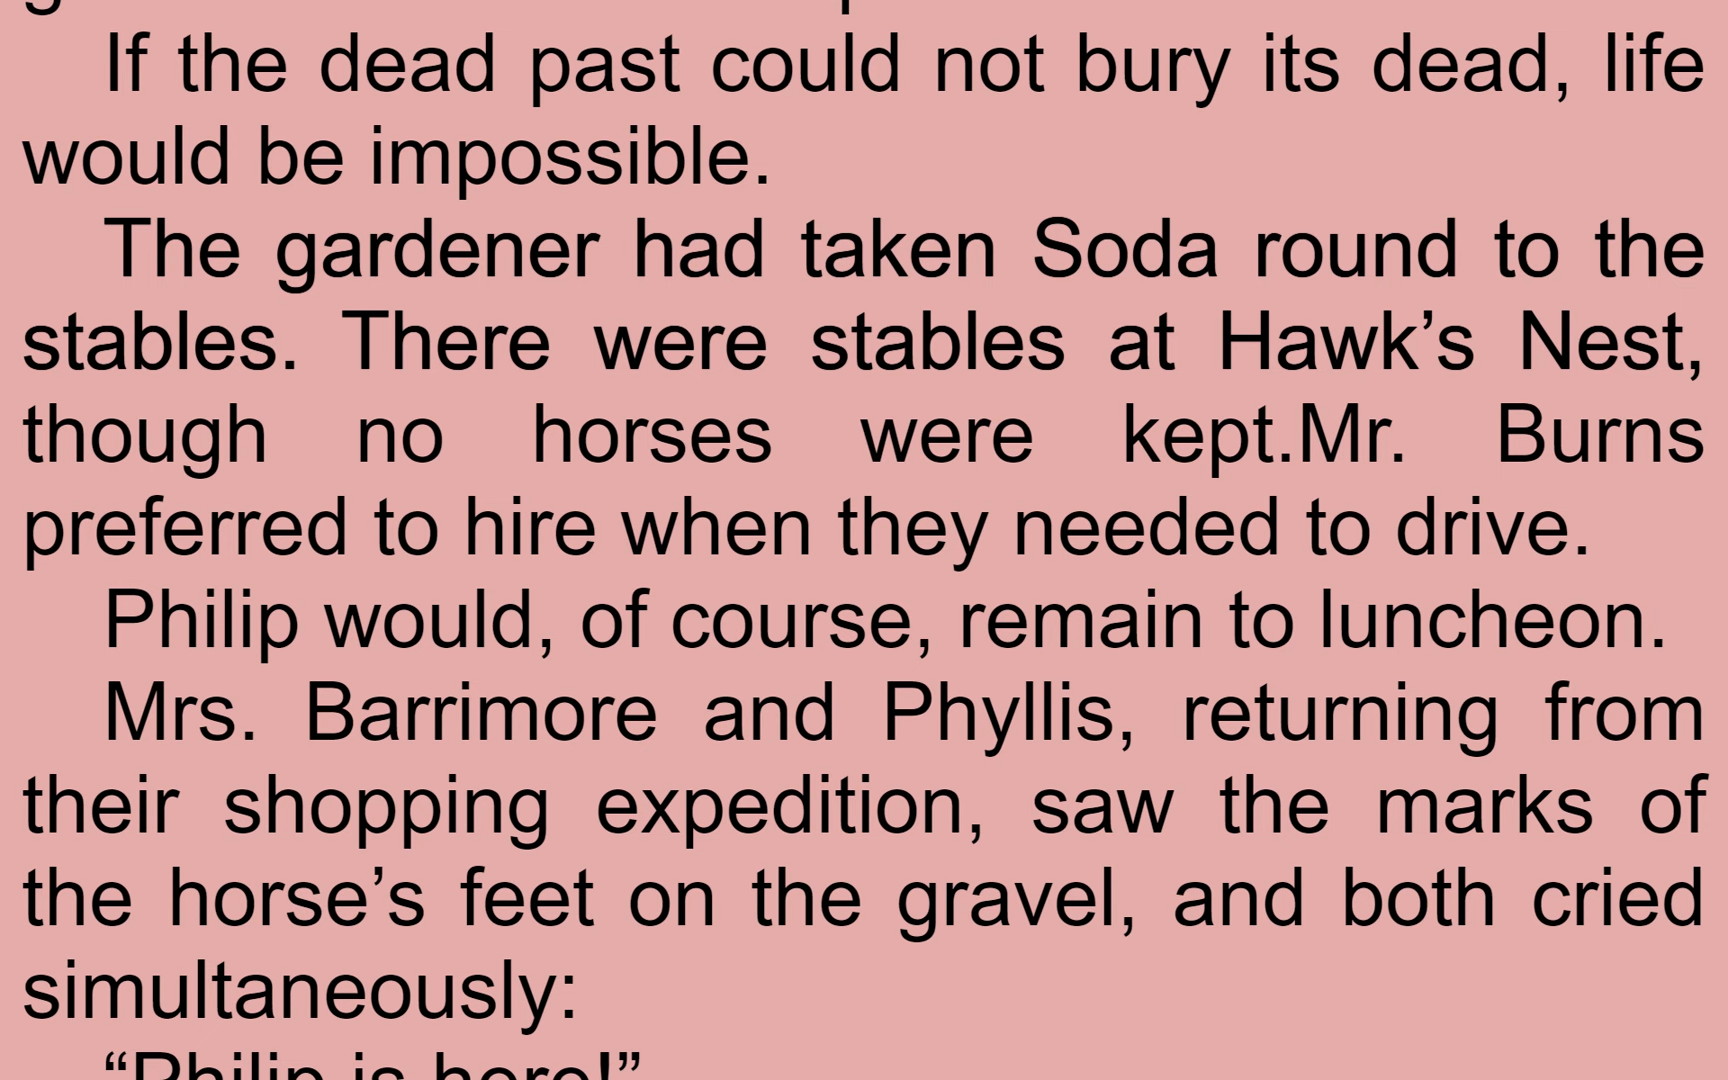 If the dead past could not bury its dead, life
would be impossible.
The gardener had taken Soda round to the
stables. There were stables at Hawk’s Nest,
though no horses were kept.Mr. Burns
preferred to hire when they needed to drive.
Philip would, of course, remain to luncheon.
Mrs. Barrimore and Phyllis, returning from
their shopping expedition, saw the marks of
the horse’s feet on the gravel, and both cried
simultaneously:
“Philip is here!”